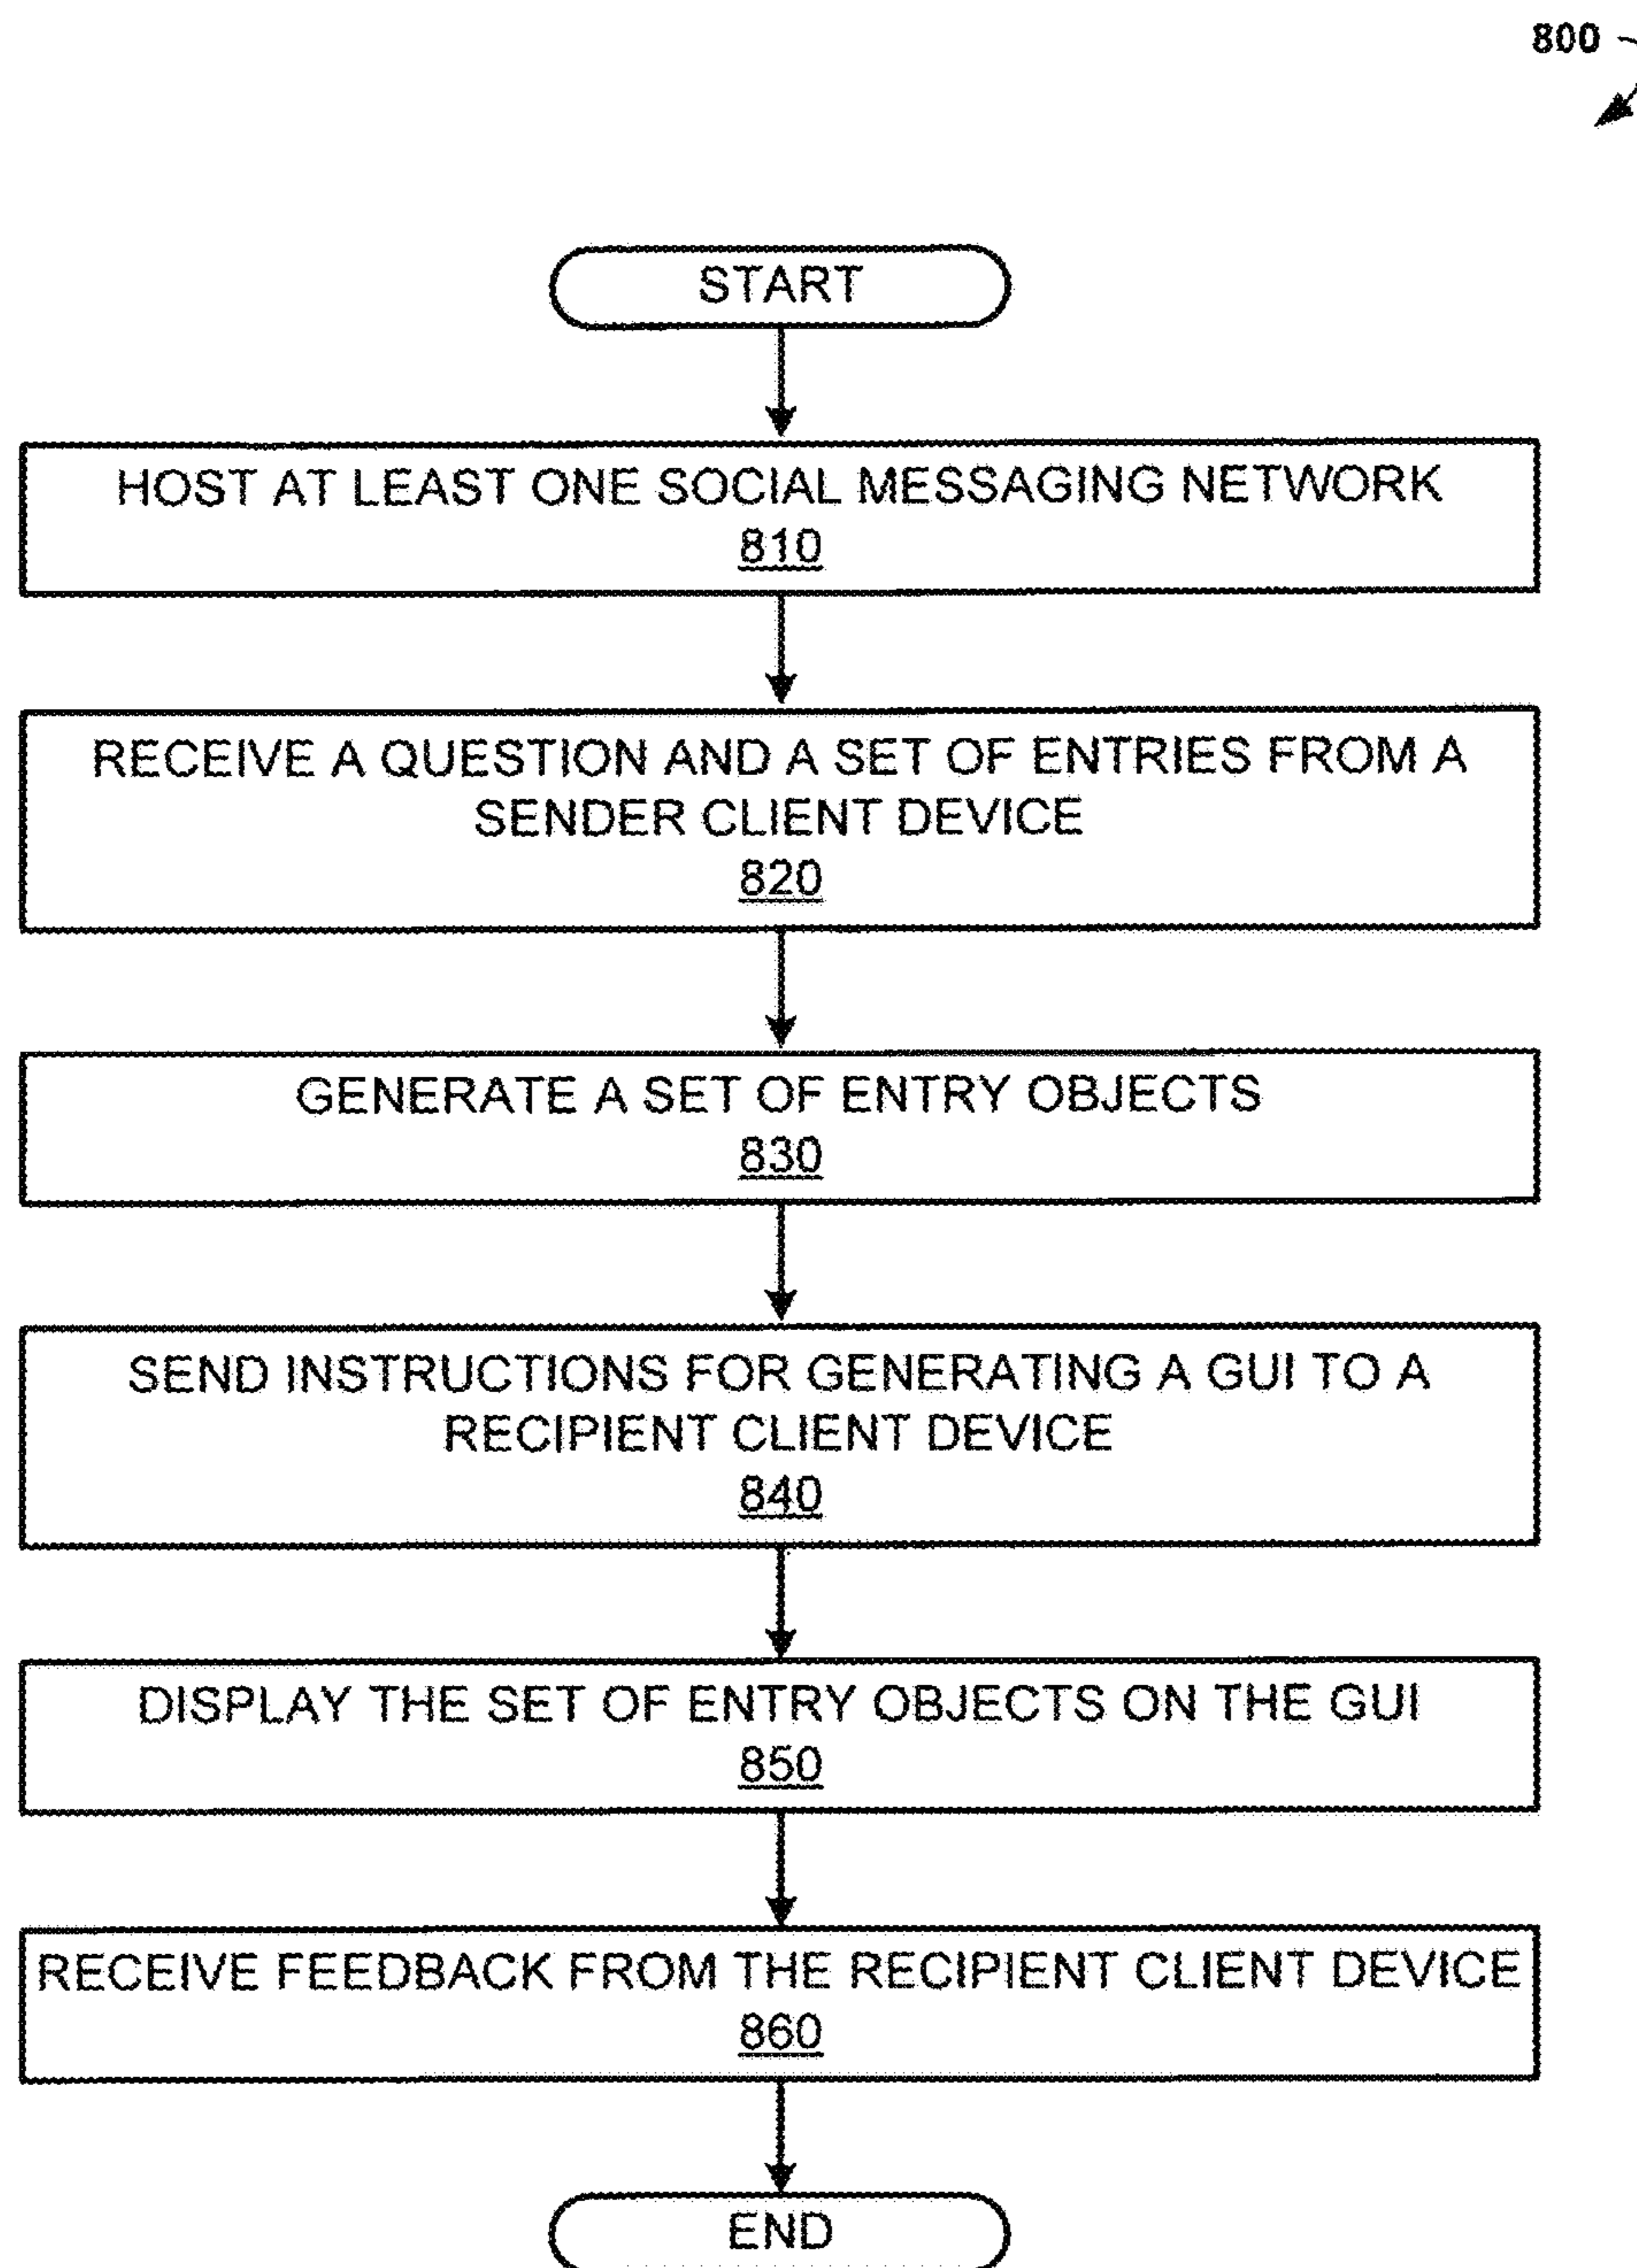 800
START
HOST AT LEAST ONE SOCIAL MESSAGING NETWORK
810
RECEIVE A QUESTION AND A SET OF ENTRIES FROM A
SENDER CLIENT DEVICE
820
GENERATE A SET OF ENTRY OBJECTS
830
SEND INSTRUCTIONS FOR GENERATING A GUI TO A
RECIPIENT CLIENT DEVICE
840
DISPLAY THE SET OF ENTRY OBJECTS ON THE GUI
850
RECEIVE FEEDBACK FROM THE RECIPIENT CLIENT DEVICE
860
END